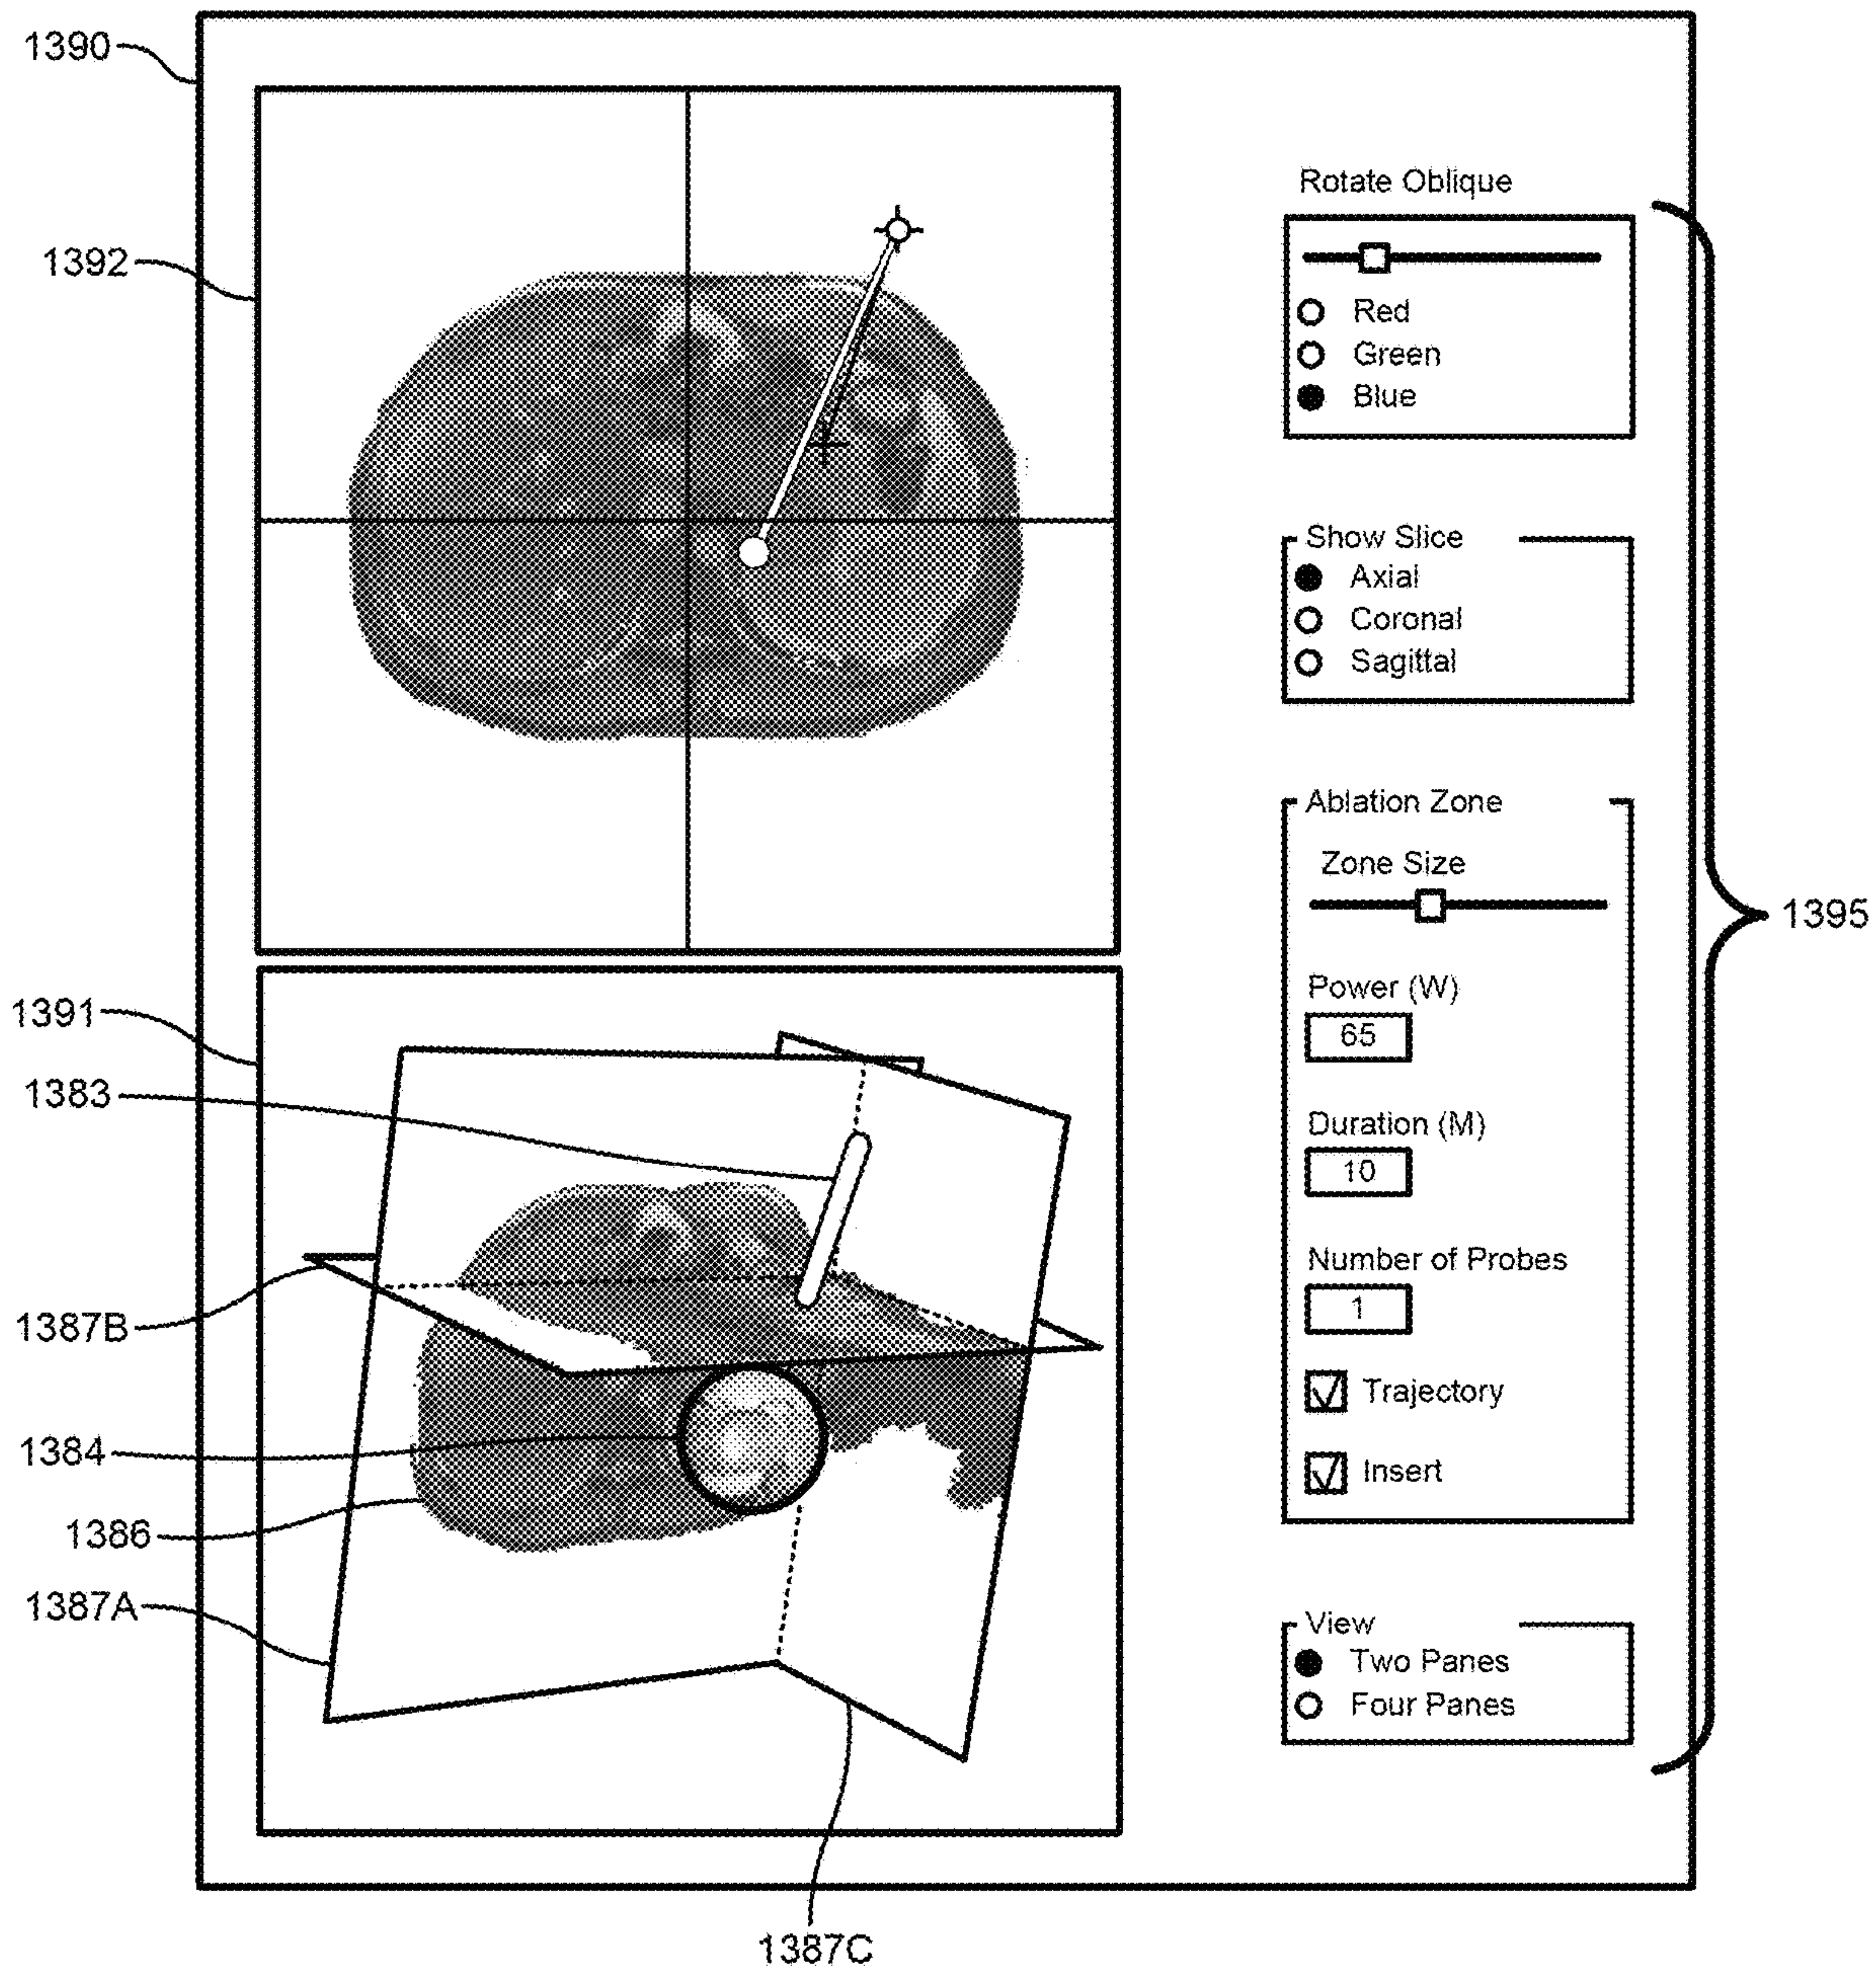 1390
1392
Rotate Oblique
Red
Green
Blue
Show Slice
Axial
Coronal
Sagittal
Ablation Zone
Zone Size
1395
Power (W)
65
1391
1383
Duration (M)
10
Number of Probes
1
1387B
Trajectory
1384
Insert
1386
1387A
View
Two Panes
Four Panes
1387C